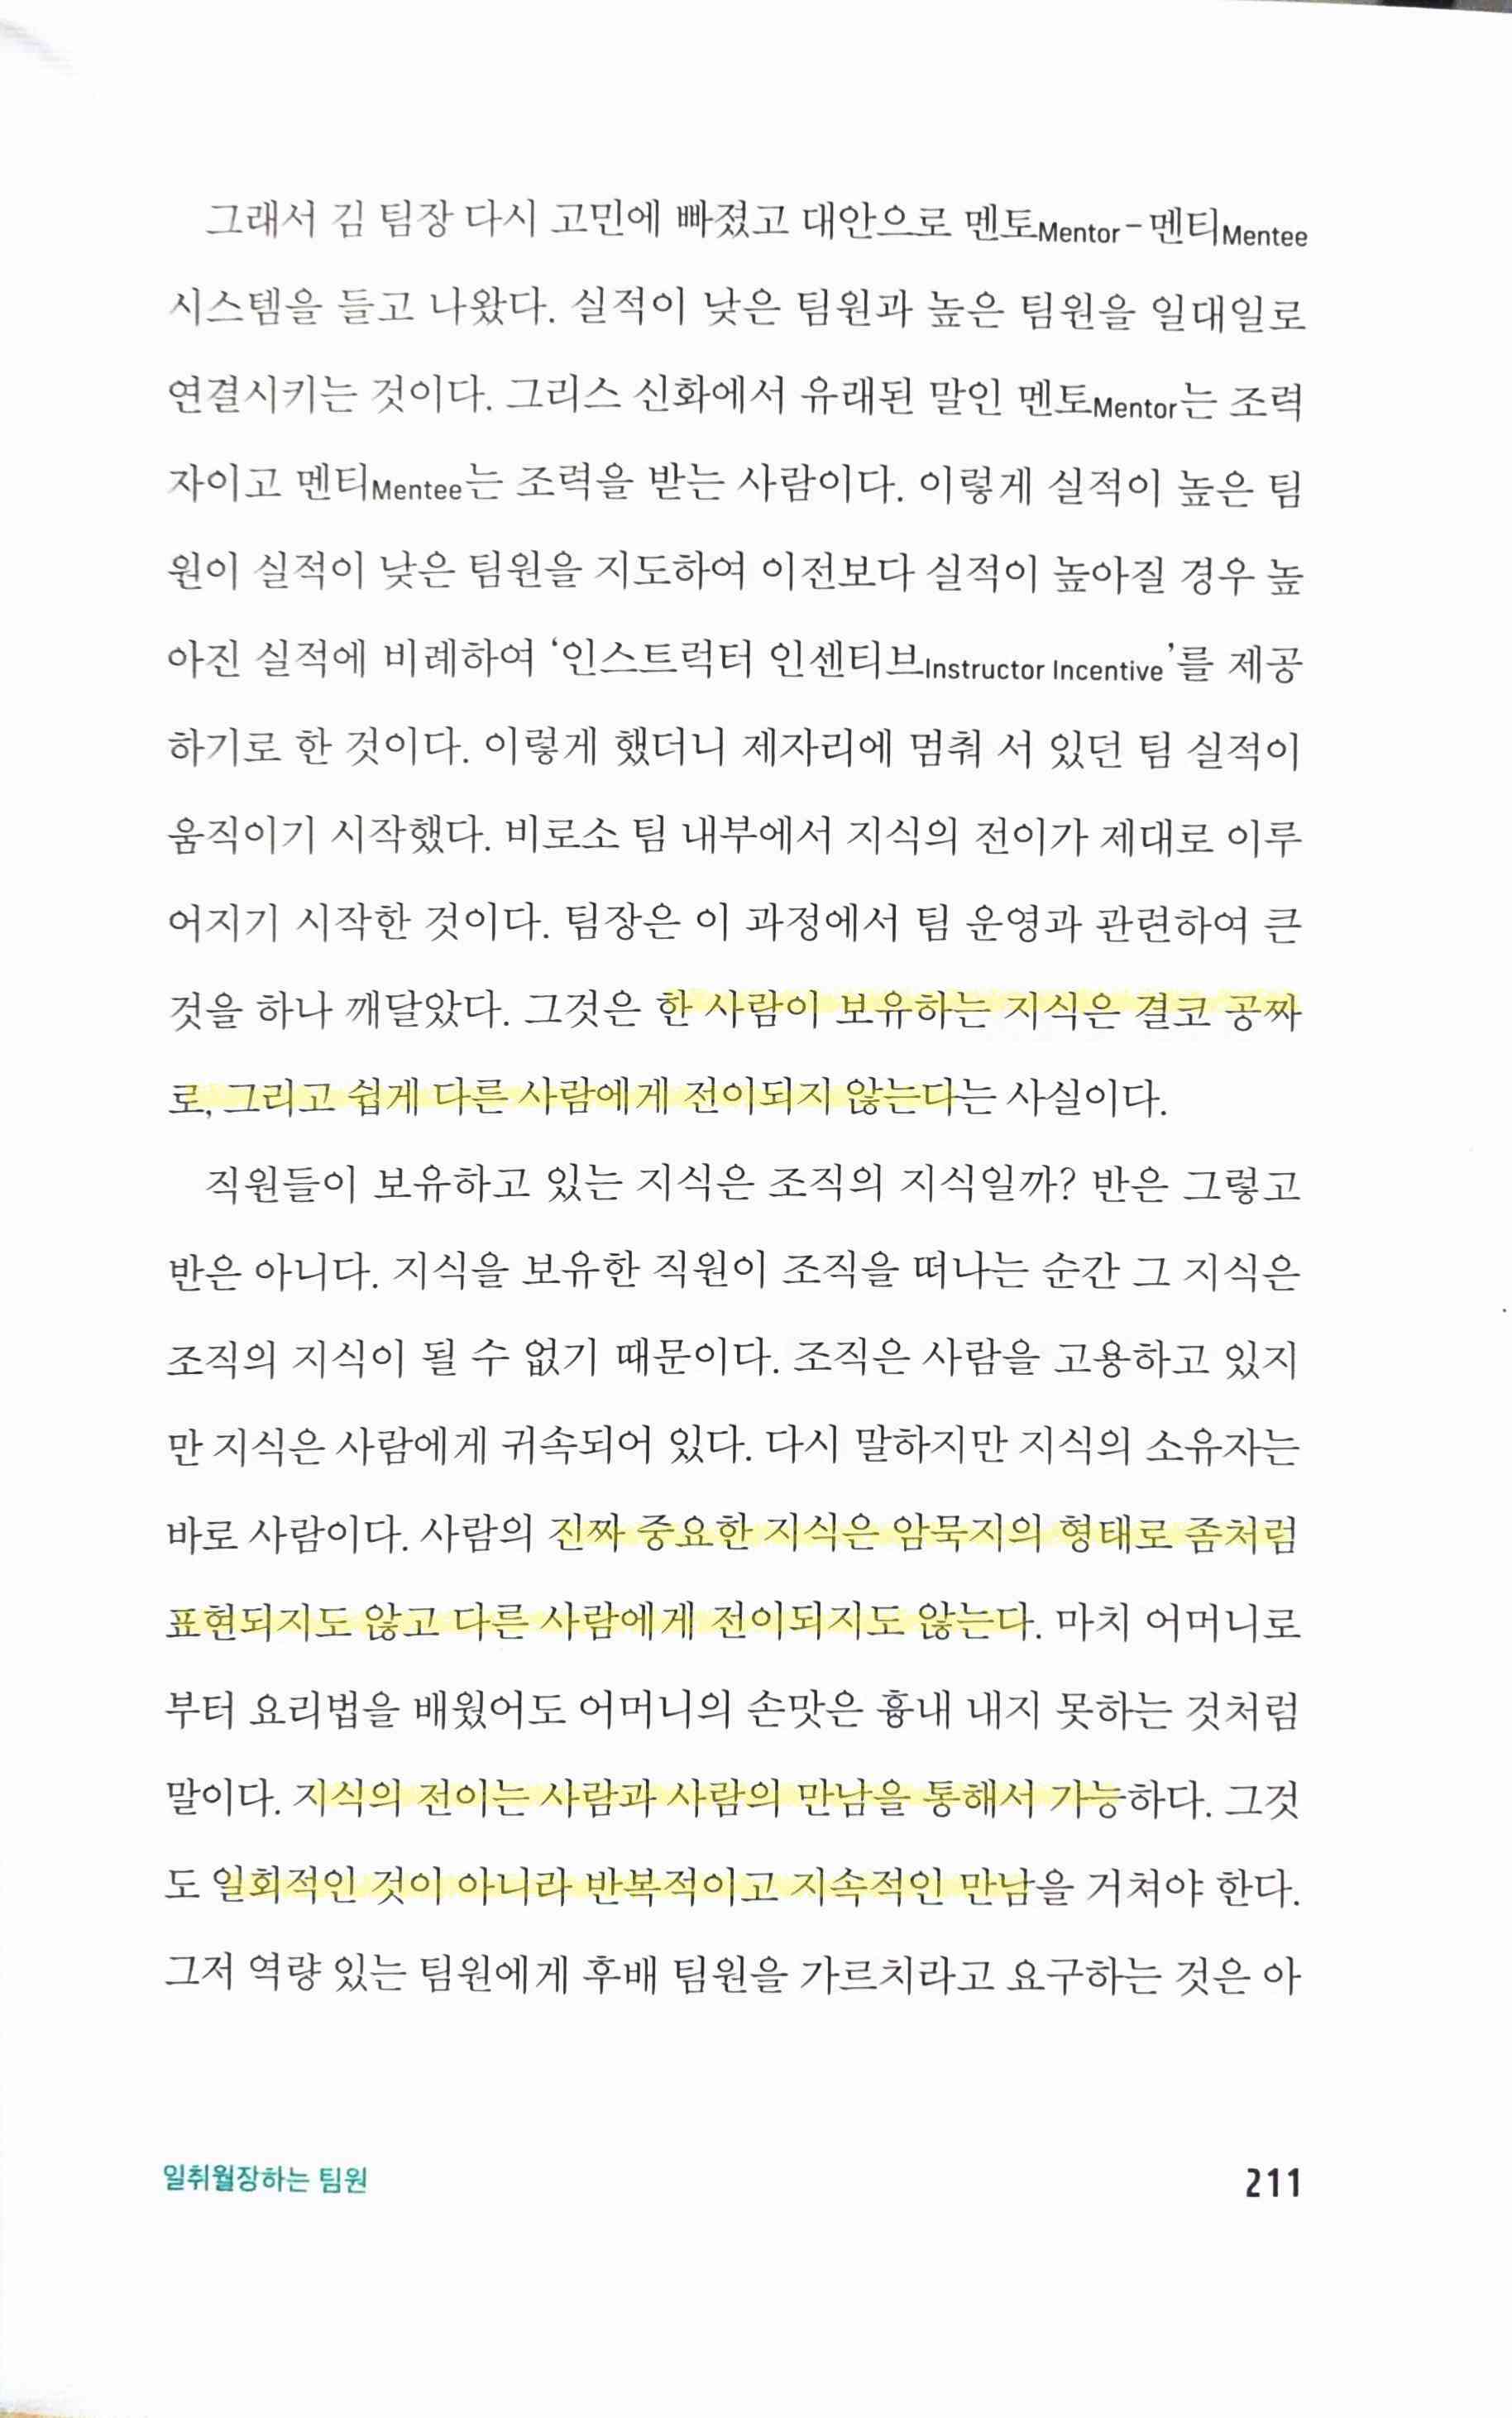 그래서 김 팀장 다시 고민에 빠졌고 대안으로 멘토Mentor-멘티Mentee
시스템을 들고 나왔다. 실적이 낮은 팀원과 높은 팀원을 일대일로
연결시키는 것이다. 그리스 신화에서 유래된 말인 멘토Mentor는 조력
자이고 멘티Mentee는 조력을 받는 사람이다. 이렇게 실적이 높은 팀
원이 실적이 낮은 팀원을 지도하여 이전보다 실적이 높아질 경우 높
아진 실적에 비례하여 ‘인스트럭터 인센티브Instructor Incentive’를 제공
하기로 한 것이다. 이렇게 했더니 제자리에 멈춰 서 있던 팀 실적이
움직이기 시작했다. 비로소 팀 내부에서 지식의 전이가 제대로 이루
어지기 시작한 것이다. 팀장은 이 과정에서 팀 운영과 관련하여 큰
것을 하나 깨달았다. 그것은 한 사람이 보유하는 지식은 결코 공짜
로, 그리고 쉽게 다른 사람에게 전이되지 않는다는 사실이다.
직원들이 보유하고 있는 지식은 조직의 지식일까? 반은 그렇고
반은 아니다. 지식을 보유한 직원이 조직을 떠나는 순간 그 지식은
조직의 지식이 될 수 없기 때문이다. 조직은 사람을 고용하고 있지
만 지식은 사람에게 귀속되어 있다. 다시 말하지만 지식의 소유자는
바로 사람이다. 사람의 진짜 중요한 지식은 암묵지의 형태로 좀처럼
표현되지도 않고 다른 사람에게 전이되지도 않는다. 마치 어머니로
부터 요리법을 배웠어도 어머니의 손맛은 흉내 내지 못하는 것처럼
말이다. 지식의 전이는 사람과 사람의 만남을 통해서 가능하다. 그것
도 일회적인 것이 아니라 반복적이고 지속적인 만남을 거쳐야 한다.
그저 역량 있는 팀원에게 후배 팀원을 가르치라고 요구하는 것은 아
일취월장하는 팀원
211